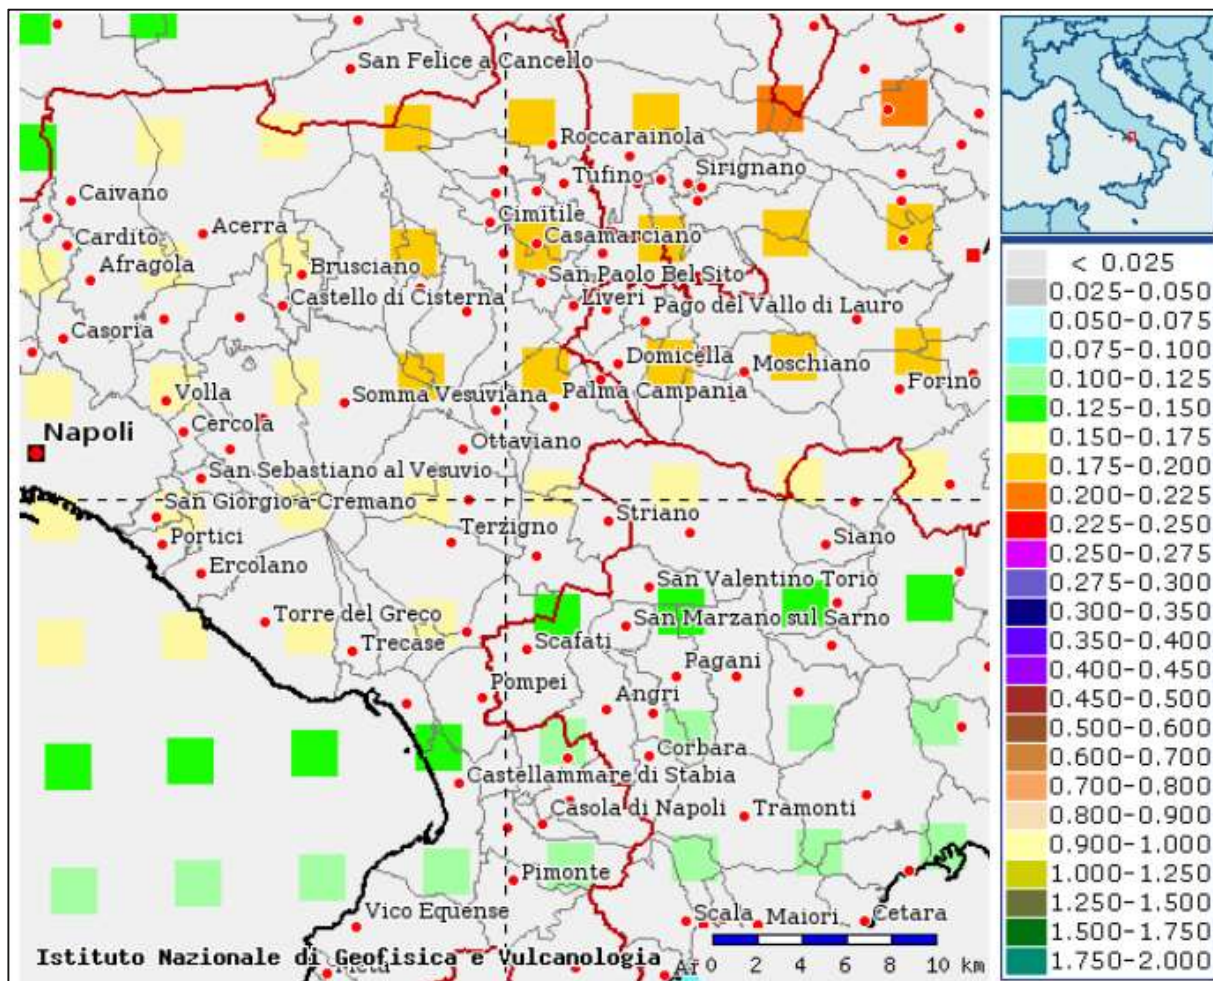 San Felice a Cancello
Roccarainola
Tufino
Sirignano
Caivano
Cimitile
Acerra
Cardito
Casamarciano
Afragola
Brusciano
San Paolo Bel Sito
Castello di Cisterna
Liveri
Pago del Vallo di Lauro
Casoria
Domicella
Moschiano
Forino
Volla
Somma Vesuviana
Palma Campania
Cercola
Napoli
Ottaviano
San Sebastiano al Vesuvio
San Giorgio a Cremano
Striano
Terzigno
Portici
Siano
Ercolano
San Valentino Torio
Torre del Greco
San Marzano sul Sarno
Trecase
Scafati
Pagani
Pompei
Angri
Corbara
Castellammare di Stabia
Casola di Napoli
Tramonti
Pimonte
Vico Equense
Scala
Maiori
Cetara
Istituto Nazionale di Geofisica e Vulcanologia
Meta
0 2 4 6 8 10 km
< 0.025
0.025-0.050
0.050-0.075
0.075-0.100
0.100-0.125
0.125-0.150
0.150-0.175
0.175-0.200
0.200-0.225
0.225-0.250
0.250-0.275
0.275-0.300
0.300-0.350
0.350-0.400
0.400-0.450
0.450-0.500
0.500-0.600
0.600-0.700
0.700-0.800
0.800-0.900
0.900-1.000
1.000-1.250
1.250-1.500
1.500-1.750
1.750-2.000